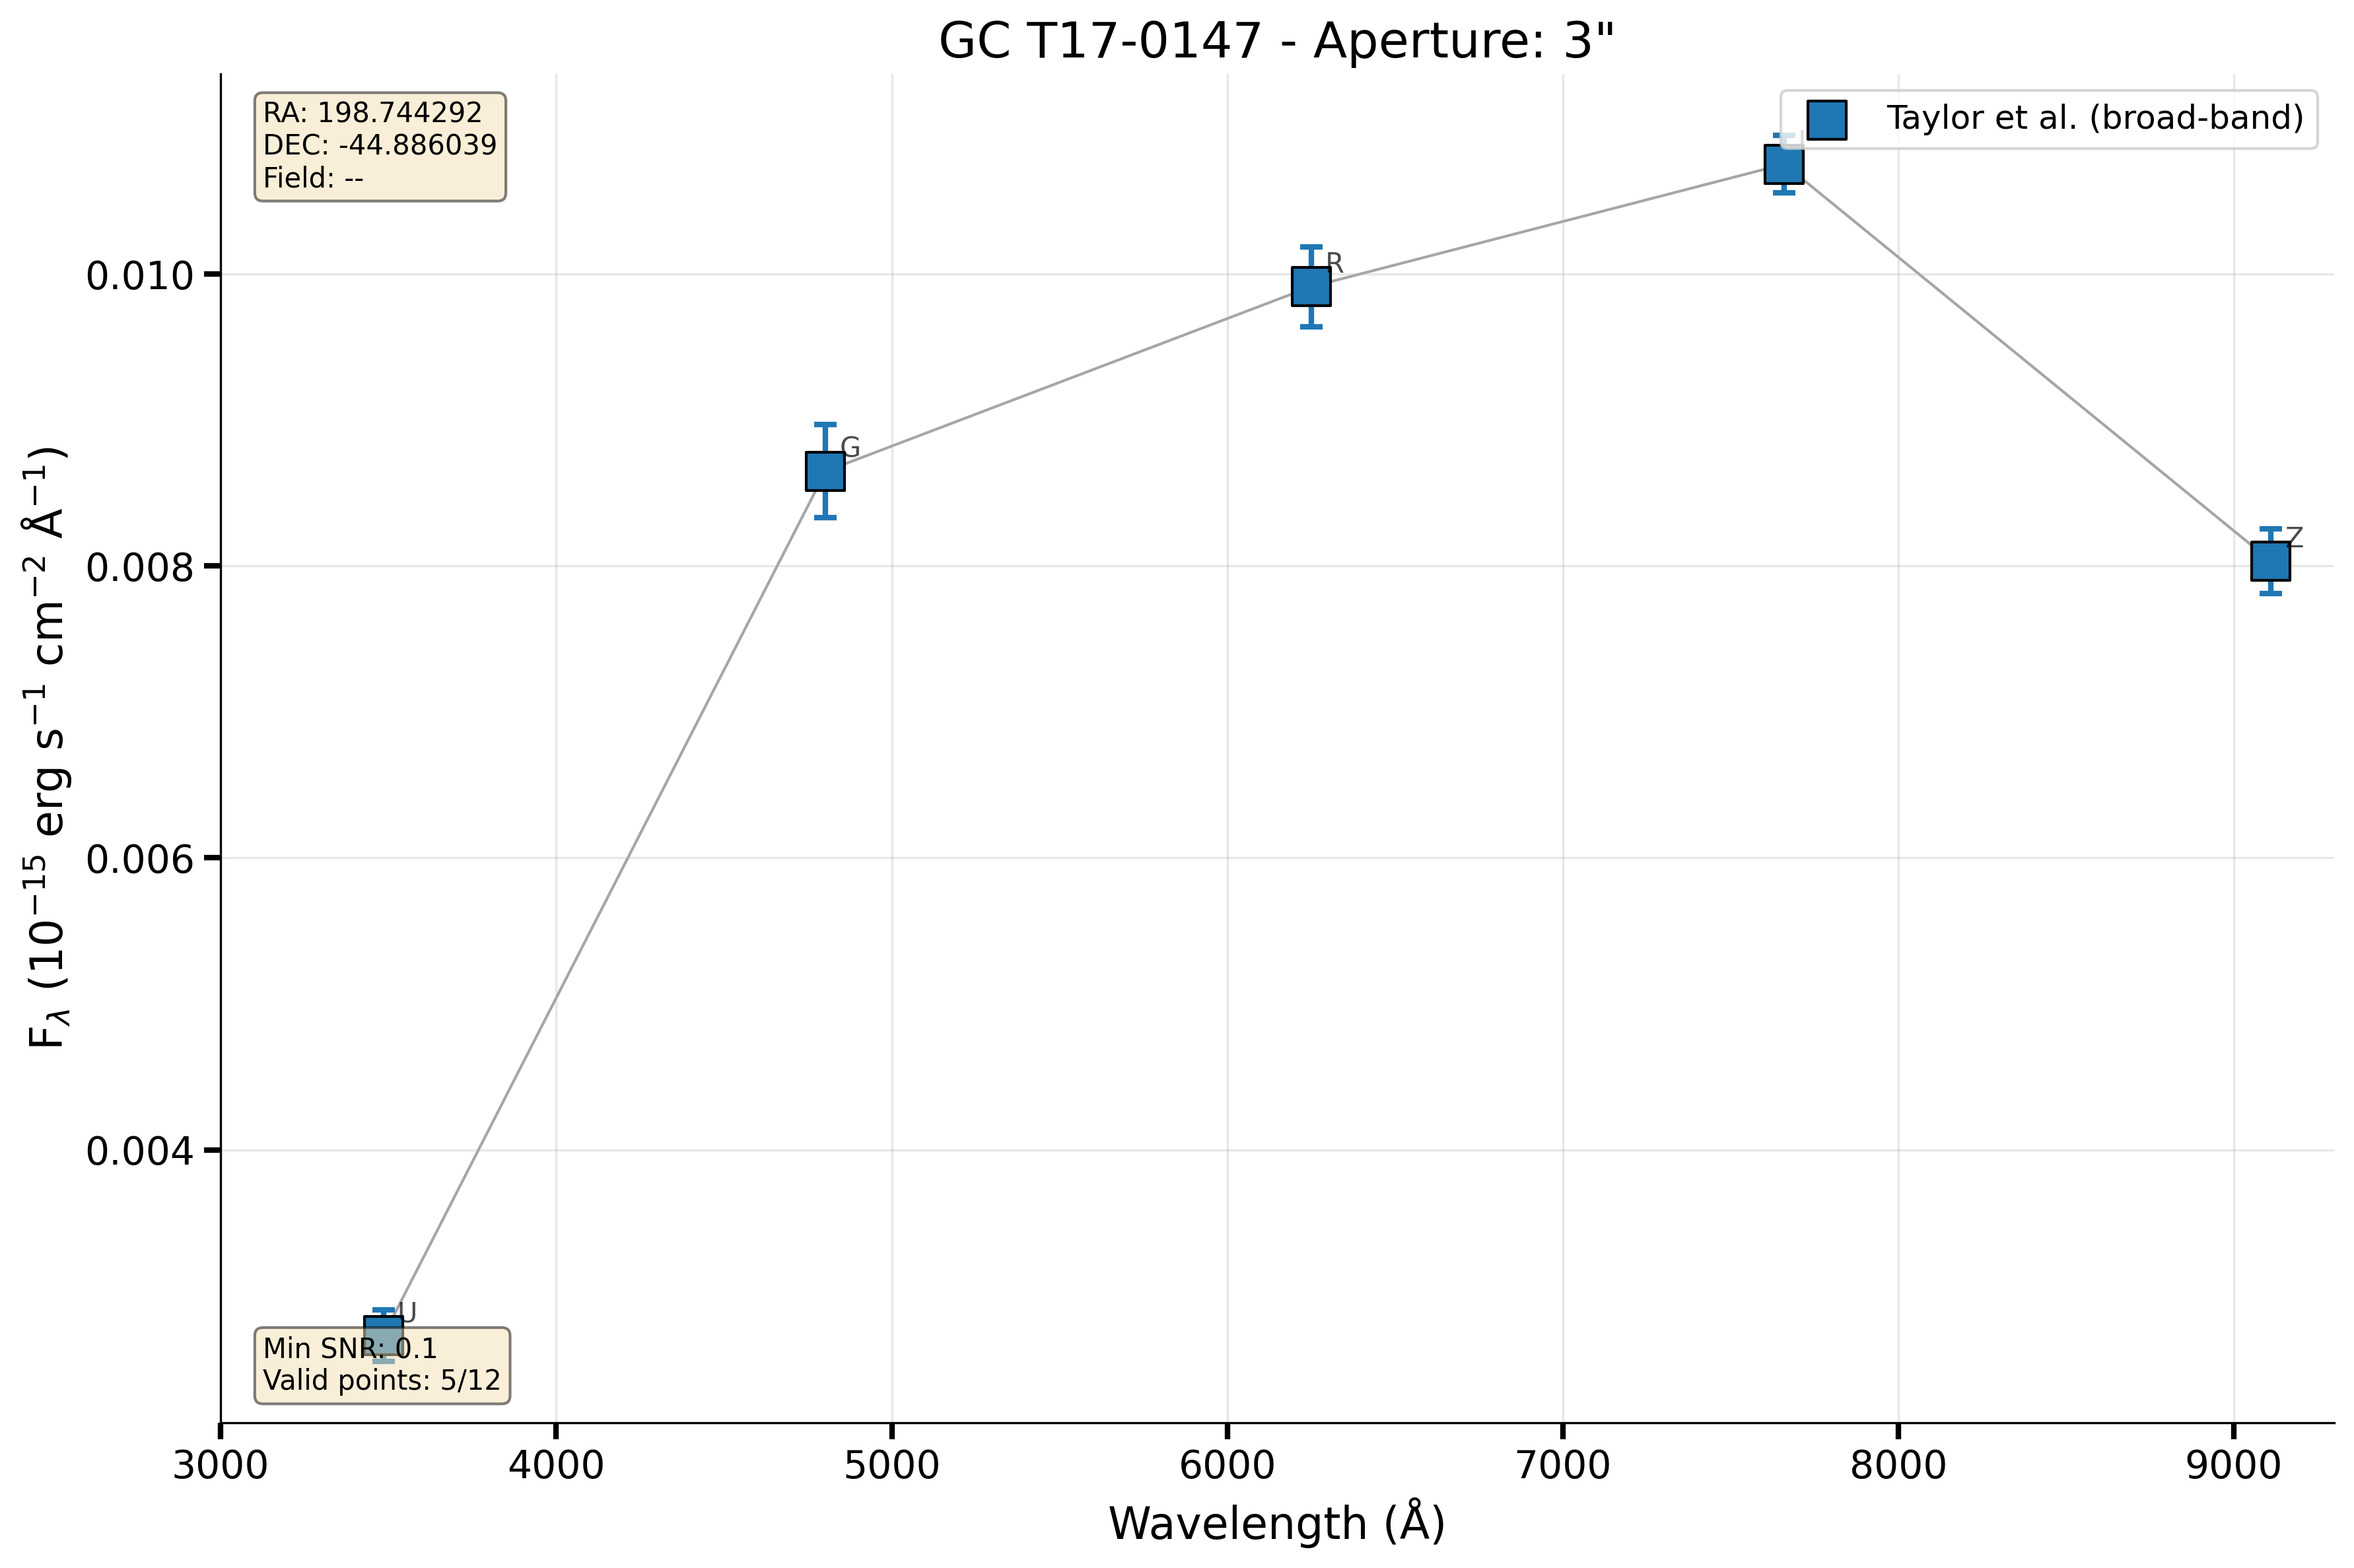 GC T17-0147 - Aperture: 3"
RA: 198.744292
DEC: -44.886039
Field: --
Taylor et al. (broad-band)
I
R
G
Z
U
Min SNR: 0.1
Valid points: 5/12
0.010
0.008
0.006
0.004
F_λ (10⁻¹⁵ erg s⁻¹ cm⁻² Å⁻¹)
3000 4000 5000 6000 7000 8000 9000
Wavelength (Å)